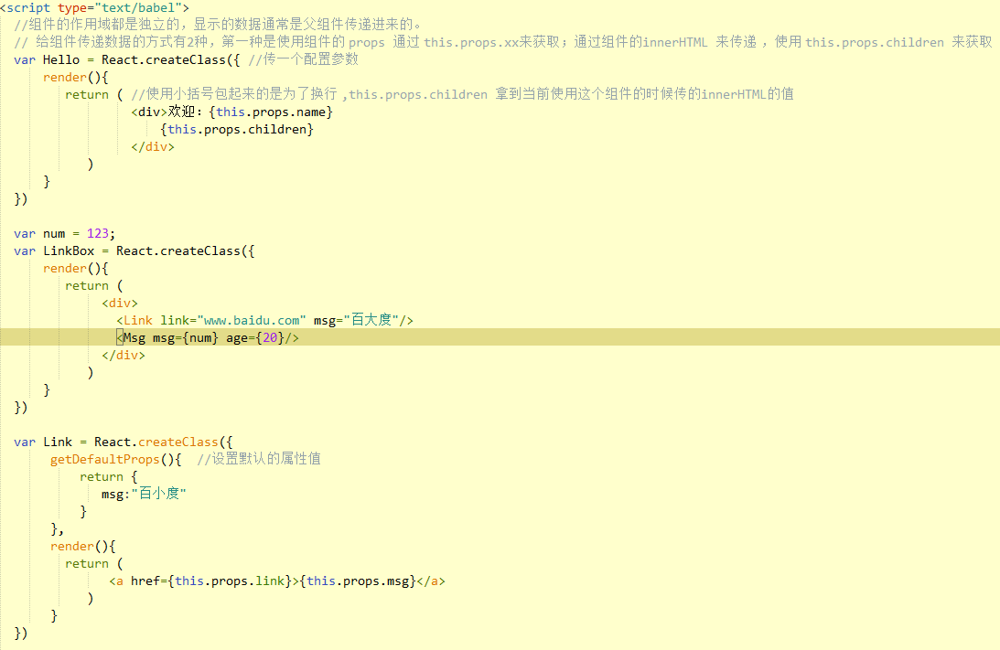 <script type="text/babel">
//组件的作用域都是独立的，显示的数据通常是父组件传递进来的。
// 给组件传递数据的方式有2种，第一种是使用组件的 props 通过 this.props.xx来获取；通过组件的innerHTML 来传递 ，使用 this.props.children 来获取
var Hello = React.createClass({ //传一个配置参数
render(){
return ( //使用小括号包起来的是为了换行 ,this.props.children 拿到当前使用这个组件的时候传的innerHTML的值
<div>欢迎：{this.props.name}
{this.props.children}
</div>
)
}
})
var num = 123;
var LinkBox = React.createClass({
render(){
return (
<div>
<Link link="www.baidu.com" msg="百大度"/>
<Msg msg={num} age={20}/>
</div>
)
}
})
var Link = React.createClass({
getDefaultProps(){ //设置默认的属性值
return {
msg:"百小度"
}
},
render(){
return (
<a href={this.props.link}>{this.props.msg}</a>
)
}
})